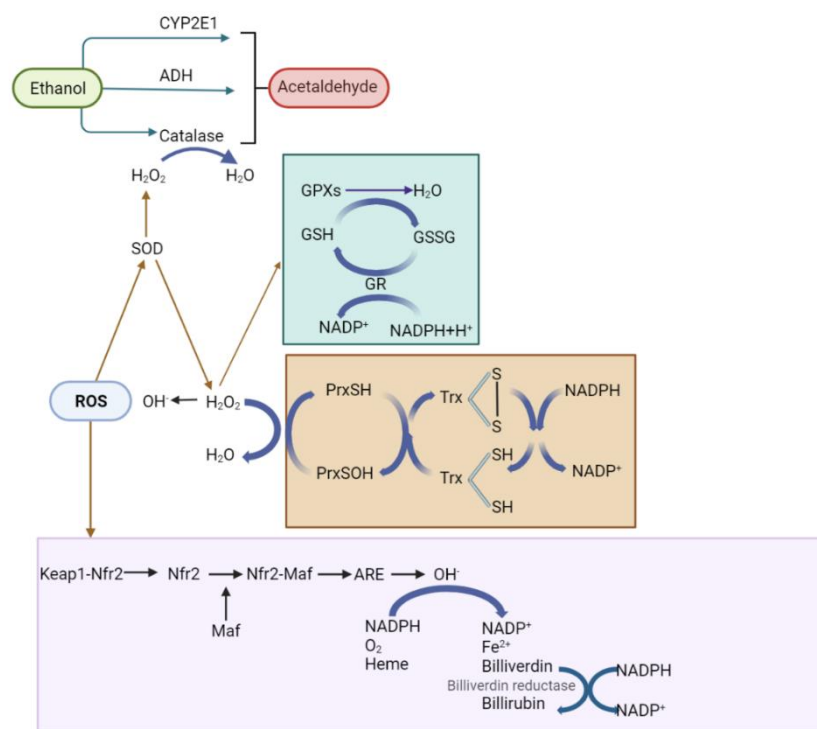 CYP2E1
Ethanol
ADH
Acetaldehyde
Catalase
H₂O₂
H₂O
GPXs
H₂O
GSH
GSSG
GR
NADP⁺
NADPH+H⁺
SOD
ROS
OH⁻
H₂O₂
H₂O
PrxSH
PrxSOH
Trx
S
S
Trx
SH
SH
NADPH
NADP⁺
Keap1-Nfr2
Nfr2
Nfr2-Maf
ARE
OH⁻
Maf
NADPH
O₂
Heme
NADP⁺
Fe²⁺
Billiverdin
Billiverdin reductase
Billirubin
NADPH
NADP⁺